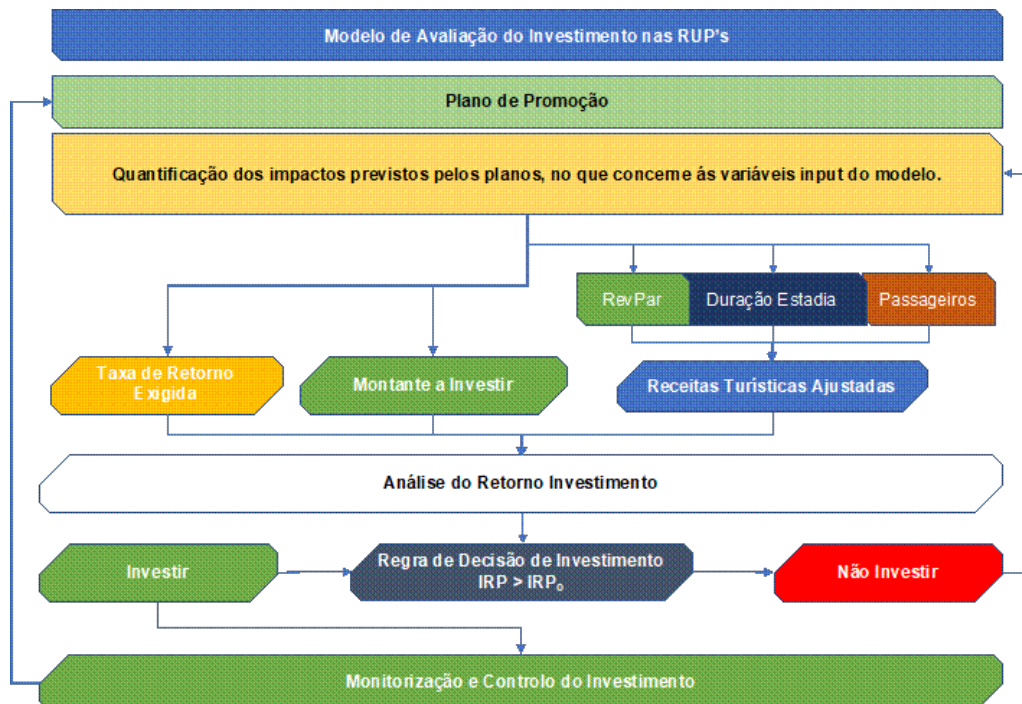 Modelo de Avaliação do Investimento nas RUP's
Plano de Promoção
Quantificação dos impactos previstos pelos planos, no que concerne ás variáveis input do modelo.
RevPar
Duração Estadia
Passageiros
Taxa de Retorno
Exigida
Montante a Investir
Receitas Turísticas Ajustadas
Análise do Retorno Investimento
Investir
Regra de Decisão de Investimento
IRP > IRP₀
Não Investir
Monitorização e Controlo do Investimento